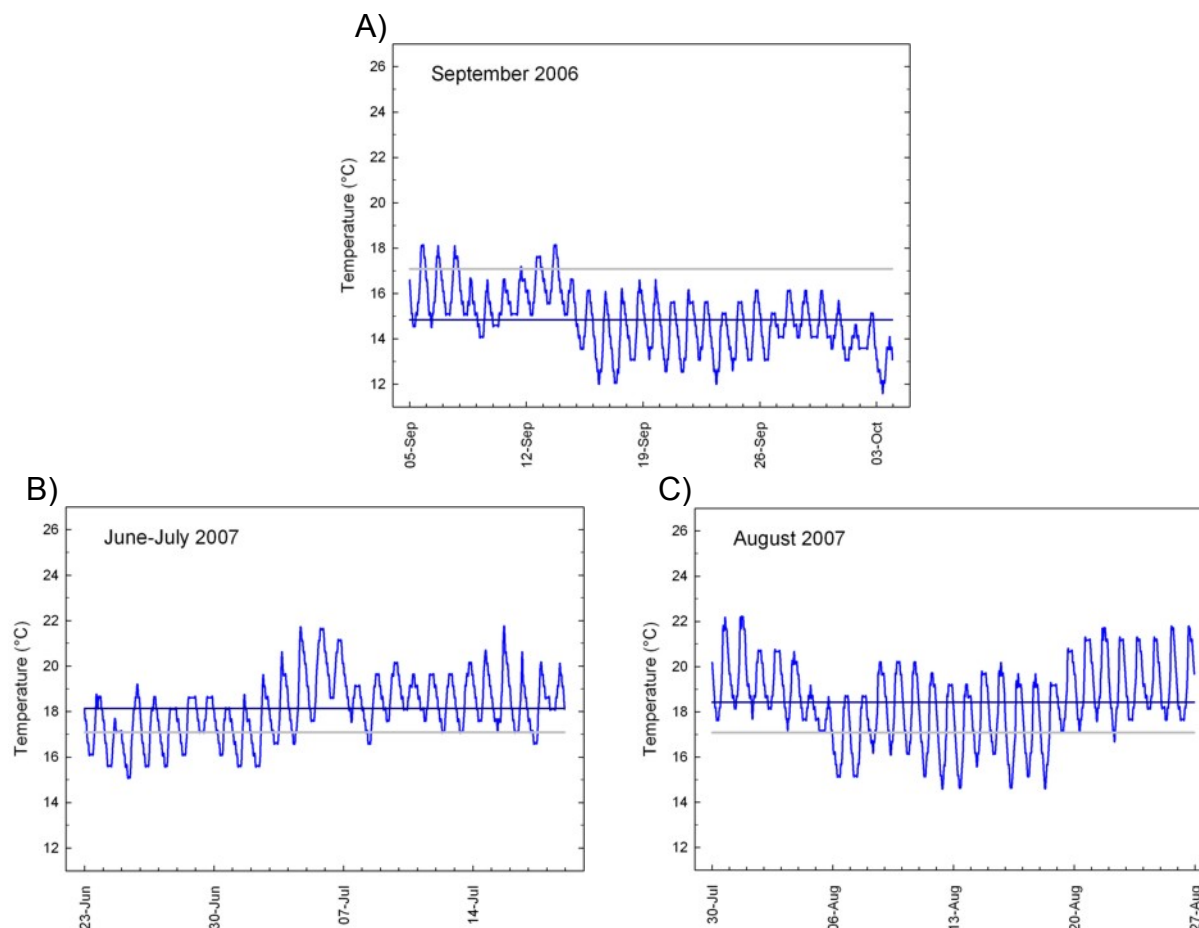 A)
September 2006
Temperature (°C)
26
24
22
20
18
16
14
12
05-Sep
12-Sep
19-Sep
26-Sep
03-Oct
B)
June-July 2007
Temperature (°C)
26
24
22
20
18
16
14
12
23-Jun
30-Jun
07-Jul
14-Jul
C)
August 2007
Temperature (°C)
26
24
22
20
18
16
14
12
30-Jul
06-Aug
13-Aug
20-Aug
27-Aug